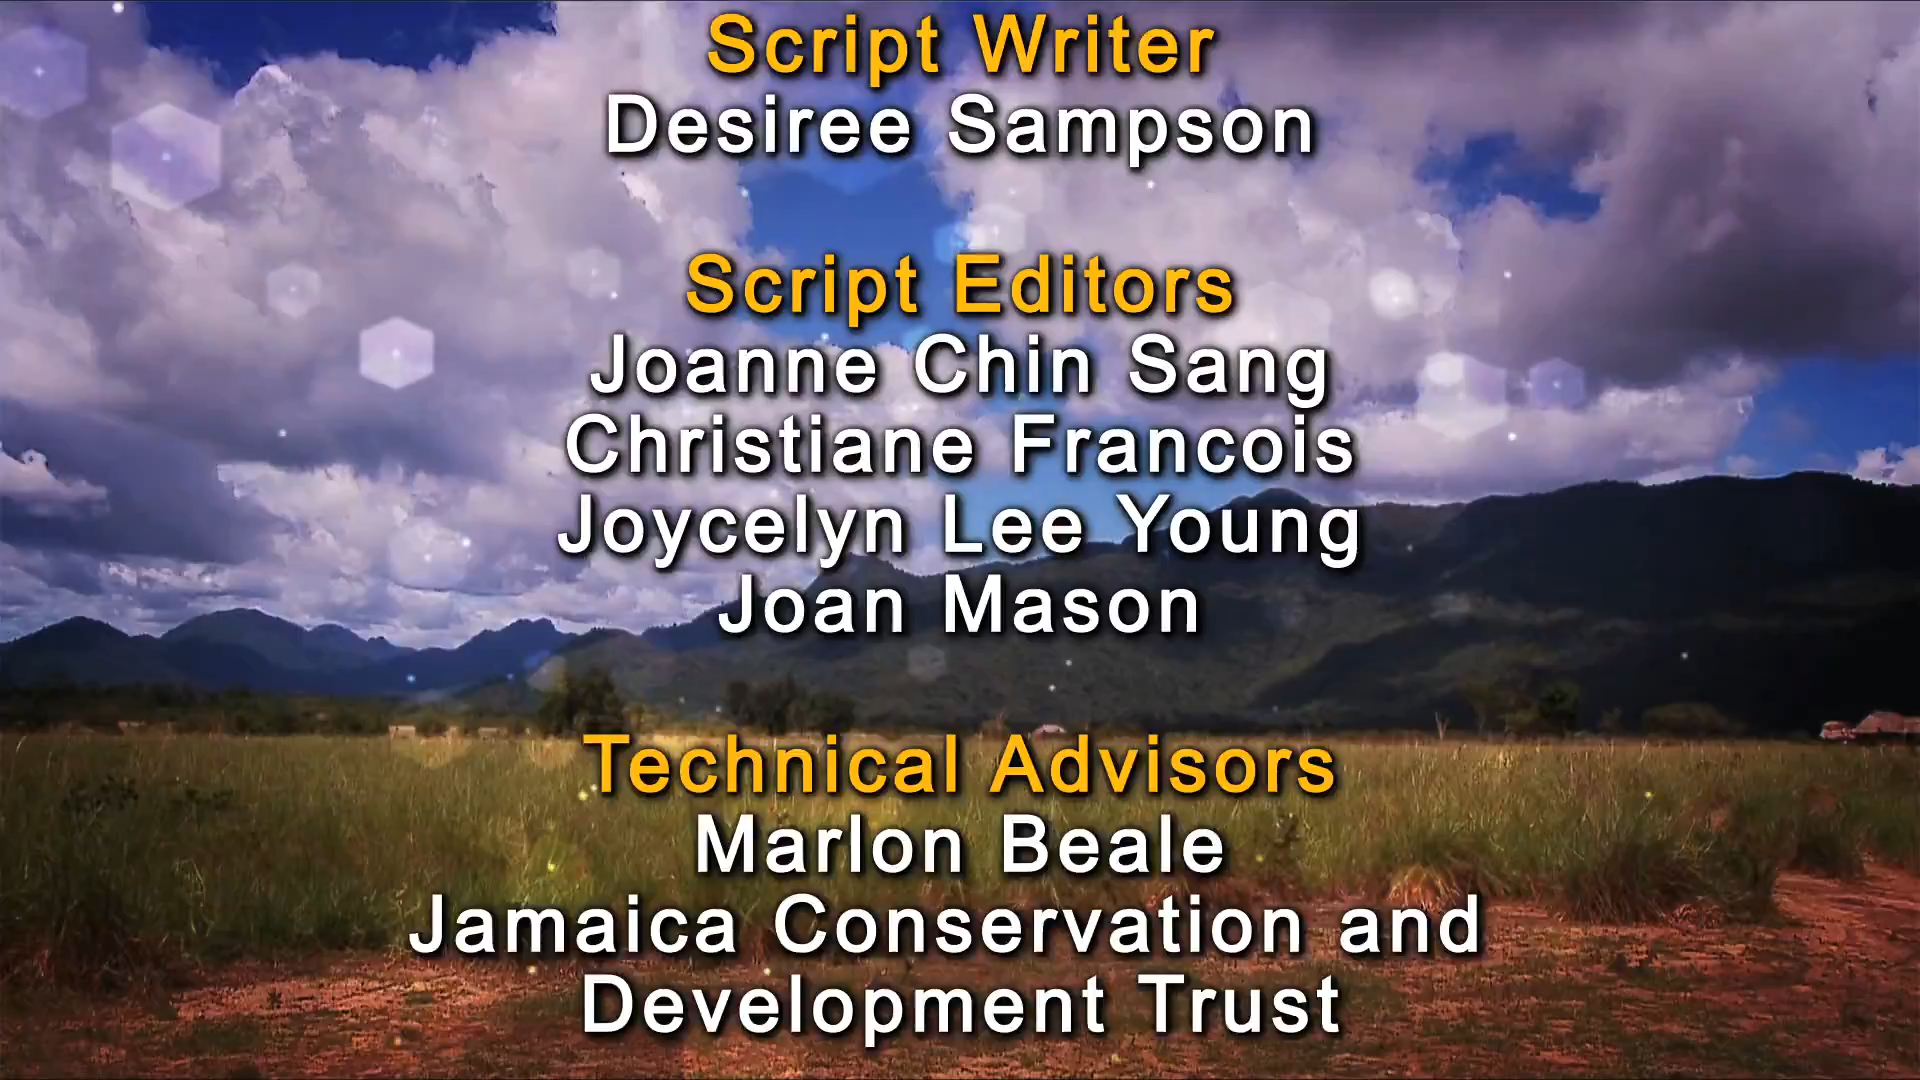 Script Writer
Desiree Sampson
Script Editors
Joanne Chin Sang
Christiane Francois
Joycelyn Lee Young
Joan Mason
Technical Advisors
Marlon Beale
Jamaica Conservation and
Development Trust